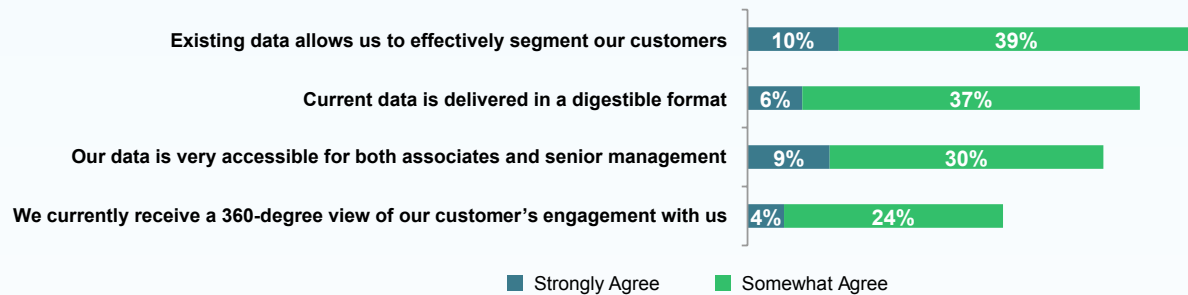 Existing data allows us to effectively segment our customers
10% 39%
Current data is delivered in a digestible format
6% 37%
Our data is very accessible for both associates and senior management
9% 30%
We currently receive a 360-degree view of our customer’s engagement with us
4% 24%
Strongly Agree Somewhat Agree